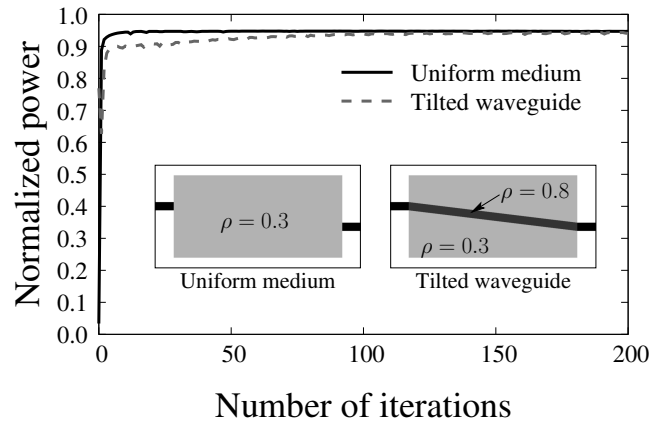 1.0
0.9
0.8
0.7
0.6
0.5
0.4
0.3
0.2
0.1
0.0
Normalized power
Uniform medium
Tilted waveguide
ρ = 0.3
Uniform medium
ρ = 0.8
ρ = 0.3
Tilted waveguide
0 50 100 150 200
Number of iterations